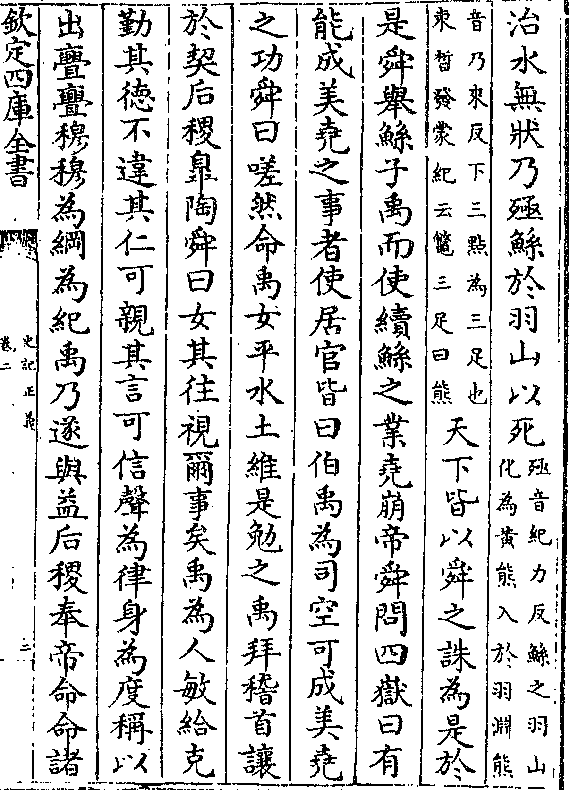 治水無狀乃殛鯀於羽山以死殛音紀力反鯀之羽山化為黄熊入於羽淵熊
音乃來反下三點為三足也束晳發蒙紀云鼈三足曰熊天下皆以舜之誅為是於
是舜舉鯀子禹而使續鯀之業堯崩帝舜問四嶽曰有
能成美堯之事者使居官皆曰伯禹為司空可成美堯
之功舜曰嗟然命禹女平水土維是勉之禹拜稽首讓
於契后稷臯陶舜曰女其往視爾事矣禹為人敏給克
勤其徳不違其仁可親其言可信聲為律身為度稱以
出亹亹穆穆為綱為紀禹乃遂與益后稷奉帝命命諸
欽定四庫全書
史記正義
卷二
三